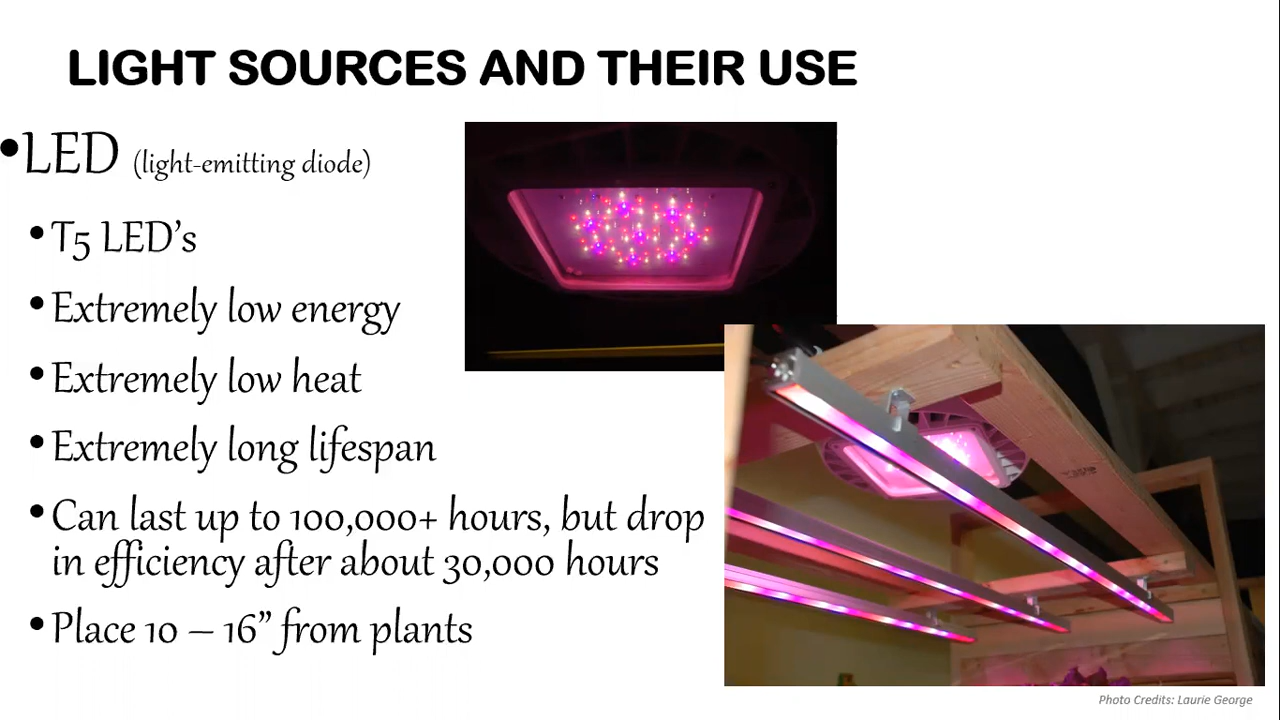 LIGHT SOURCES AND THEIR USE
•LED (light-emitting diode)
• T5 LED’s
• Extremely low energy
• Extremely low heat
• Extremely long lifespan
• Can last up to 100,000+ hours, but drop
in efficiency after about 30,000 hours
• Place 10 – 16” from plants
Photo Credits: Laurie George